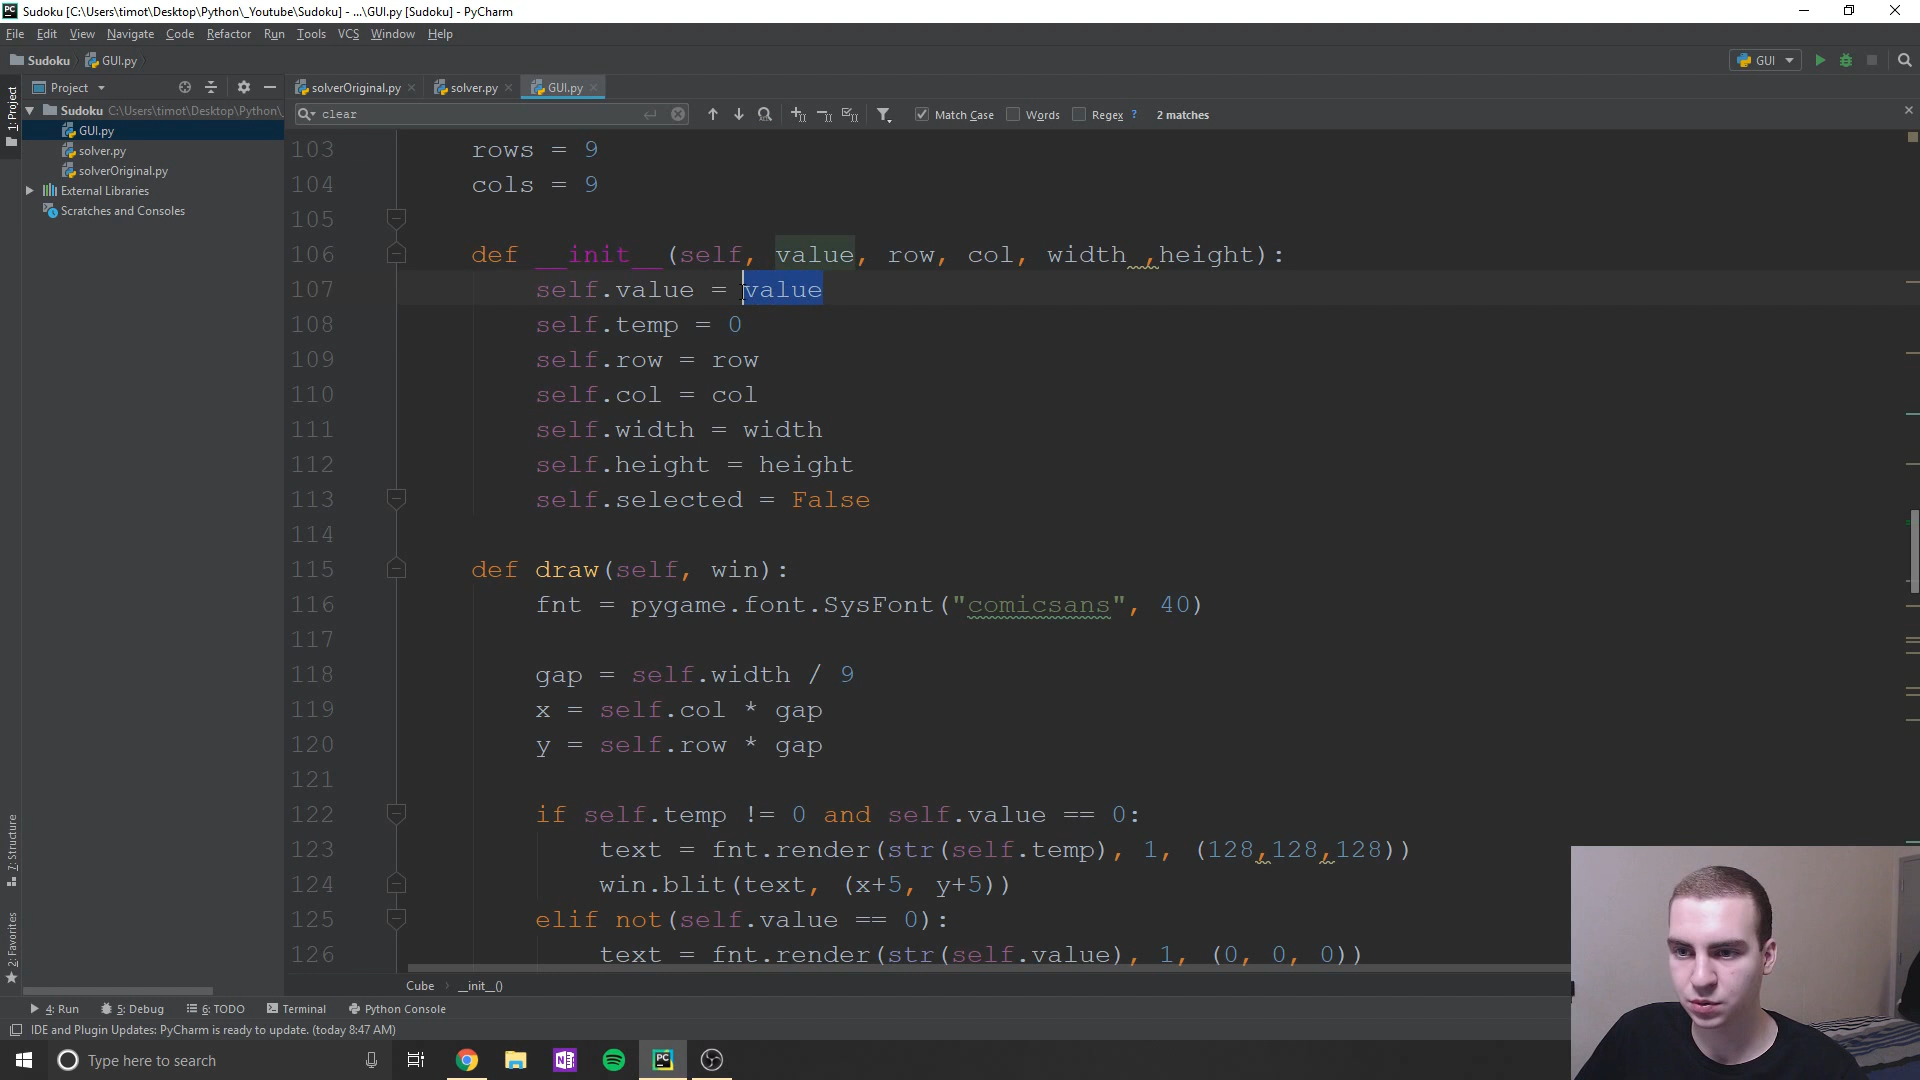 Sudoku [C:\Users\timot\Desktop\Python\_Youtube\Sudoku] - ...\GUI.py [Sudoku] - PyCharm
File Edit View Navigate Code Refactor Run Tools VCS Window Help
Sudoku GUI.py GUI
Project solverOriginal.py solver.py GUI.py
1: Project
Sudoku C:\Users\timot\Desktop\Python\_
GUI.py
solver.py
solverOriginal.py
External Libraries
Scratches and Consoles
7: Structure
2: Favorites
clear Match Case Words Regex ? 2 matches
103 rows = 9
104 cols = 9
105
106 def __init__(self, value, row, col, width ,height):
107 self.value = value
108 self.temp = 0
109 self.row = row
110 self.col = col
111 self.width = width
112 self.height = height
113 self.selected = False
114
115 def draw(self, win):
116 fnt = pygame.font.SysFont("comicsans", 40)
117
118 gap = self.width / 9
119 x = self.col * gap
120 y = self.row * gap
121
122 if self.temp != 0 and self.value == 0:
123 text = fnt.render(str(self.temp), 1, (128,128,128))
124 win.blit(text, (x+5, y+5))
125 elif not(self.value == 0):
126 text = fnt.render(str(self.value), 1, (0, 0, 0))
Cube __init__()
4: Run 5: Debug 6: TODO Terminal Python Console
IDE and Plugin Updates: PyCharm is ready to update. (today 8:47 AM)
Type here to search